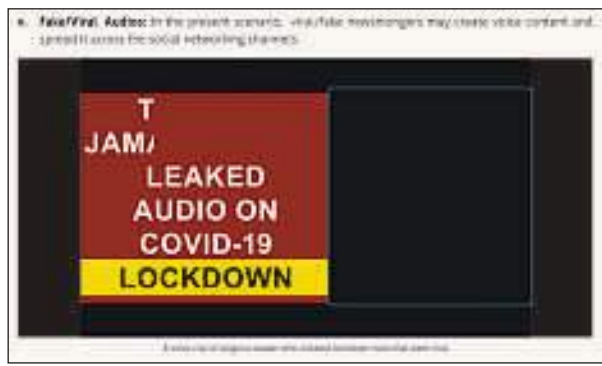 Fake/Viral Audios: In the present scenario, viral/fake newsmongers may create voice content and
spread it across the social networking channels.
T
JAMA
LEAKED
AUDIO ON
COVID-19
LOCKDOWN